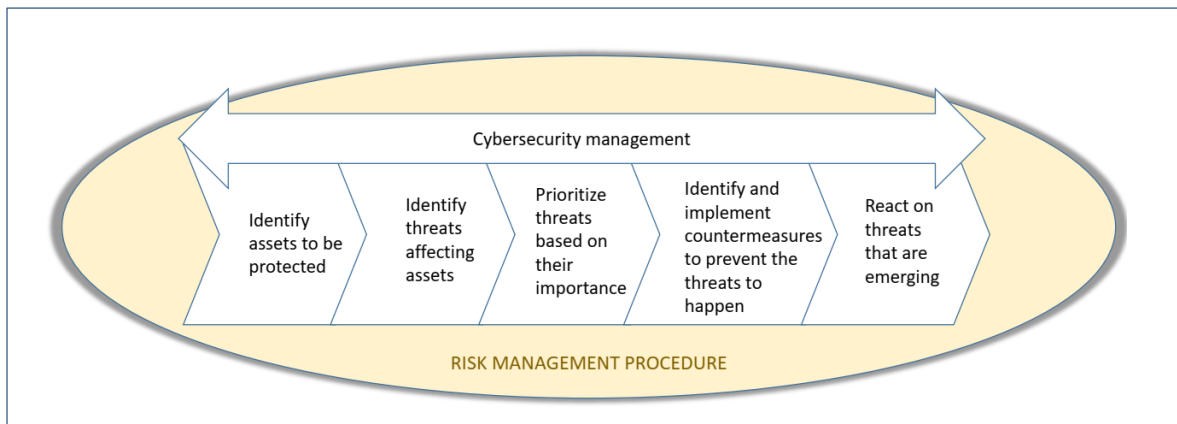 Cybersecurity management
Identify
assets to be
protected
Identify
threats
affecting
assets
Prioritize
threats
based on
their
importance
Identify and
implement
countermeasures
to prevent the
threats to
happen
React on
threats
that are
emerging
RISK MANAGEMENT PROCEDURE